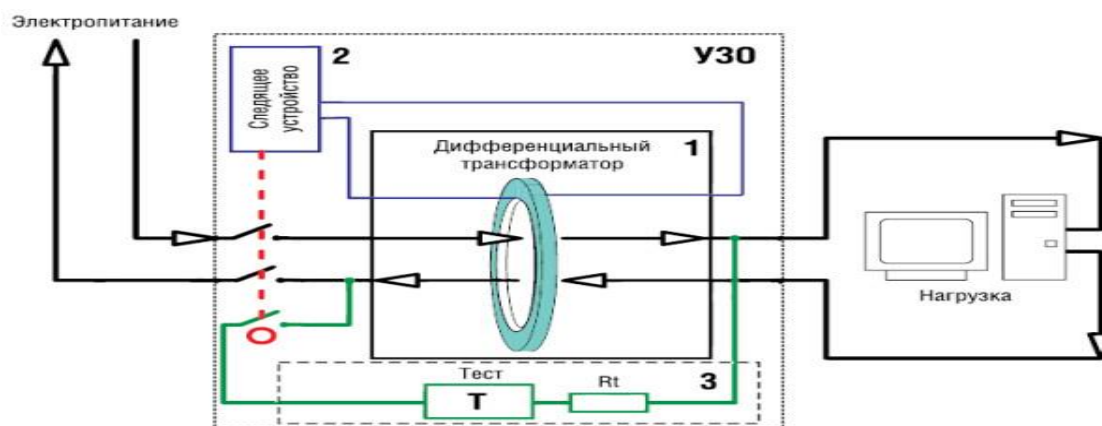 Электропитание
2
УЗО
Следящее
устройство
Дифференциальный
трансформатор
1
Нагрузка
Тест
Rt
3
T